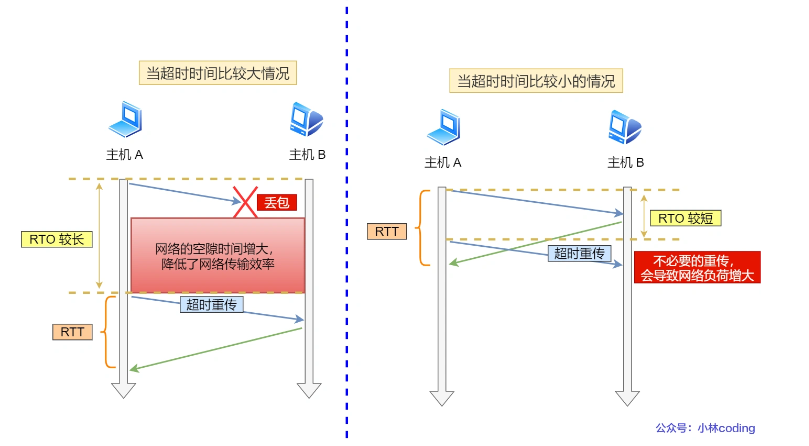 当超时时间比较大情况
主机 A
主机 B
丢包
RTO 较长
网络的空隙时间增大，
降低了网络传输效率
超时重传
RTT
当超时时间比较小的情况
主机 A
主机 B
RTT
RTO 较短
超时重传
不必要的重传，
会导致网络负荷增大
公众号：小林coding